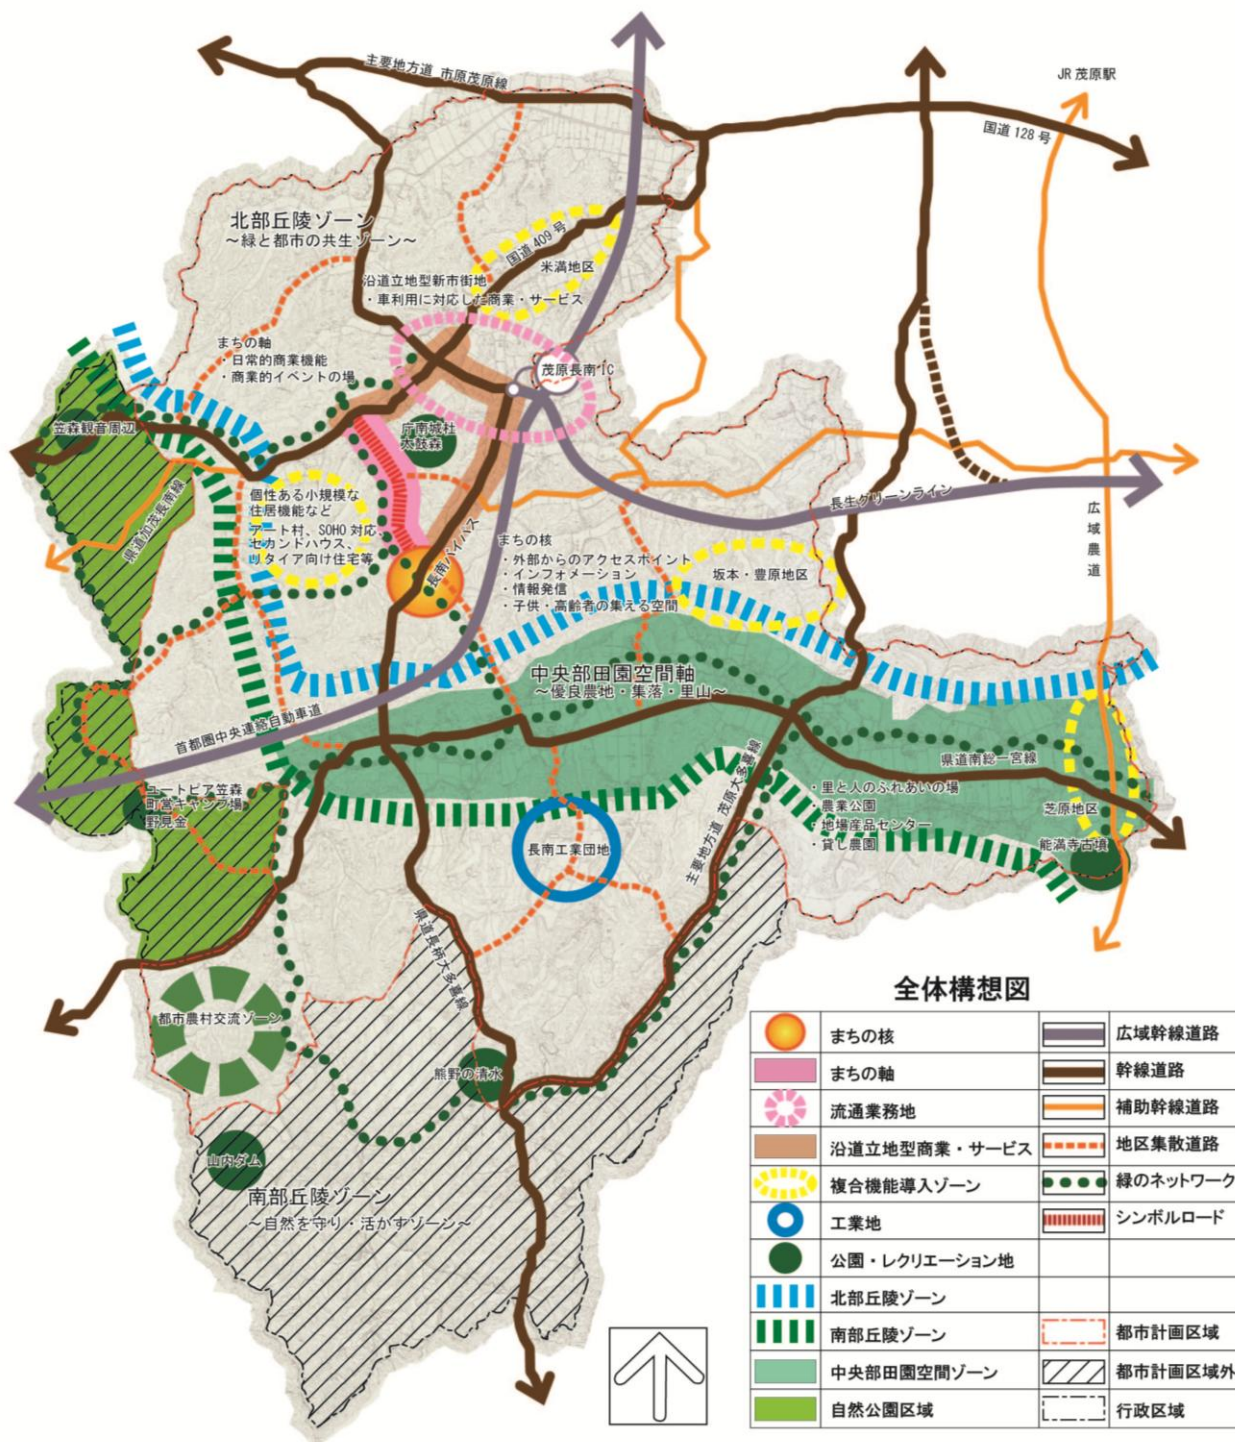 主要地方道 市原茂原線
JR 茂原駅
国道 128 号
北部丘陵ゾーン
～緑と都市の共生ゾーン～
国道 409 号
米満地区
沿道立地型新市街地
・車利用に対応した商業・サービス
まちの軸
・日常的商業機能
・商業的イベントの場
茂原長南 IC
笠森観音周辺
庁南城社
太鼓森
県道加茂長南線
個性ある小規模な
住居機能など
アート村、SOHO 対応、
セカンドハウス、
リタイア向け住宅等
長南バイパス
まちの核
・外部からのアクセスポイント
・インフォメーション
・情報発信
・子供・高齢者の集える空間
長生グリーンライン
広域農道
坂本・豊原地区
中央部田園空間軸
～優良農地・集落・里山～
首都圏中央連絡自動車道
県道南総一宮線
ユートピア笠森
町営キャンプ場
野見金
・里と人のふれあいの場
・農業公園
・地場産品センター
・貸し農園
芝原地区
能満寺古墳
長南工業団地
主要地方道 茂原大多喜線
県道長柄大多喜線
都市農村交流ゾーン
熊野の清水
山内ダム
南部丘陵ゾーン
～自然を守り・活かすゾーン～
全体構想図
まちの核
広域幹線道路
まちの軸
幹線道路
流通業務地
補助幹線道路
沿道立地型商業・サービス
地区集散道路
複合機能導入ゾーン
緑のネットワーク
工業地
シンボルロード
公園・レクリエーション地
北部丘陵ゾーン
南部丘陵ゾーン
都市計画区域
中央部田園空間ゾーン
都市計画区域外
自然公園区域
行政区域